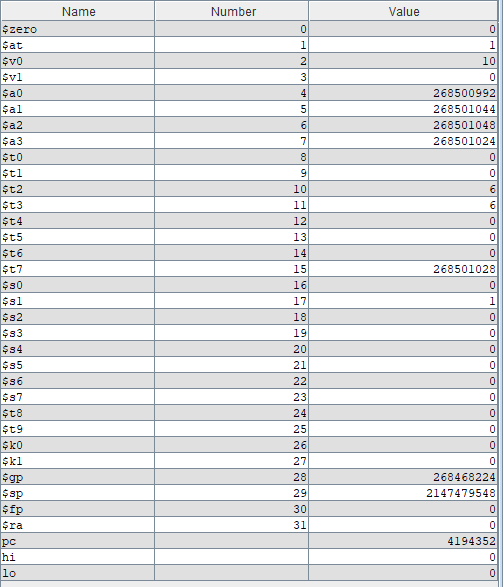 Name Number Value
$zero 0 0
$at 1 1
$v0 2 10
$v1 3 0
$a0 4 268500992
$a1 5 268501044
$a2 6 268501048
$a3 7 268501024
$t0 8 0
$t1 9 0
$t2 10 6
$t3 11 6
$t4 12 0
$t5 13 0
$t6 14 0
$t7 15 268501028
$s0 16 0
$s1 17 1
$s2 18 0
$s3 19 0
$s4 20 0
$s5 21 0
$s6 22 0
$s7 23 0
$t8 24 0
$t9 25 0
$k0 26 0
$k1 27 0
$gp 28 268468224
$sp 29 2147479548
$fp 30 0
$ra 31 0
pc 4194352
hi 0
lo 0